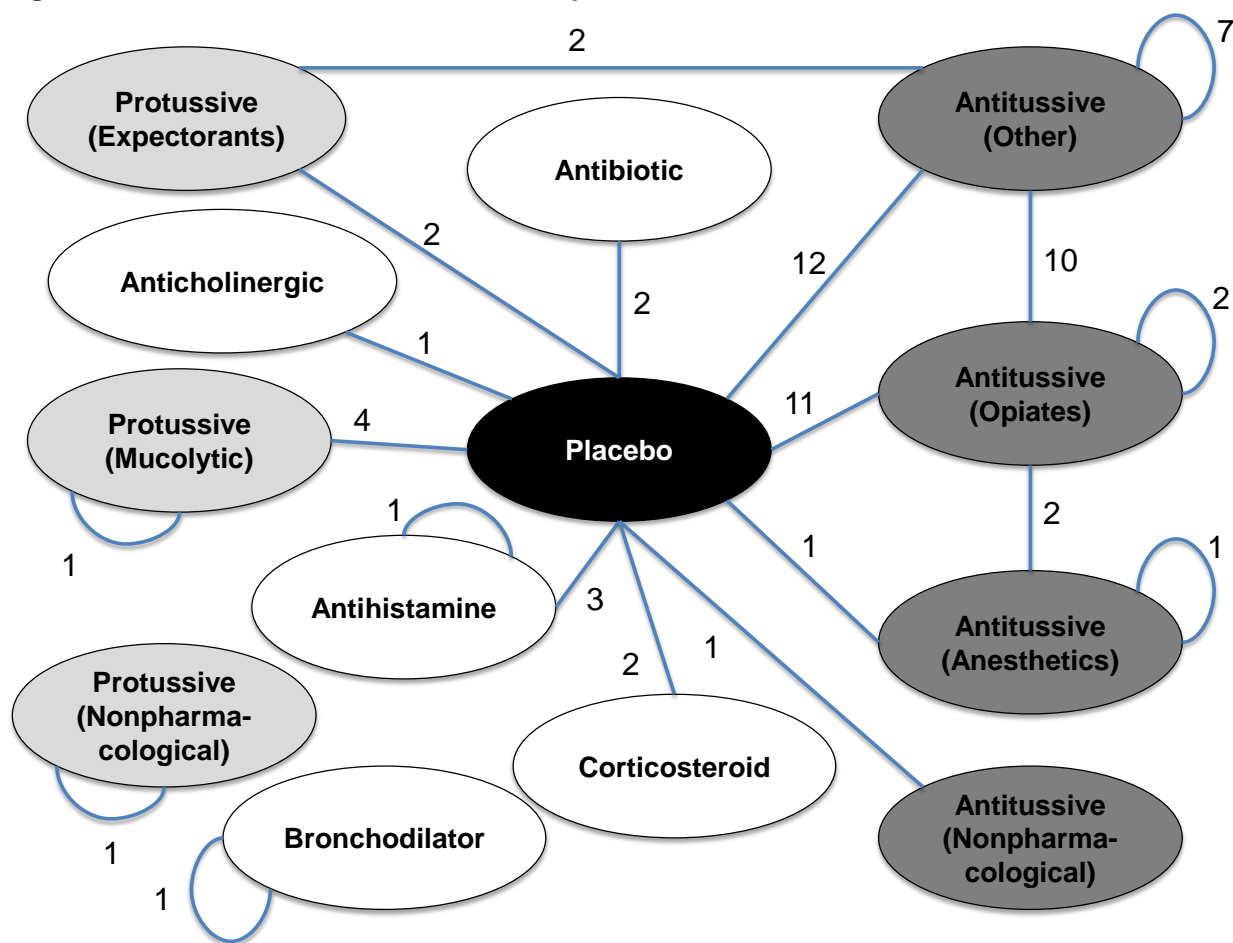 2
7
Protussive
(Expectorants)
Antitussive
(Other)
Antibiotic
2
12
10
Anticholinergic
2
2
1
Antitussive
(Opiates)
11
Protussive
(Mucolytic)
4
Placebo
1
1
2
1
1
Antihistamine
3
Antitussive
(Anesthetics)
2
1
Protussive
(Nonpharma-
cological)
Corticosteroid
1
Bronchodilator
1
Antitussive
(Nonpharma-
cological)